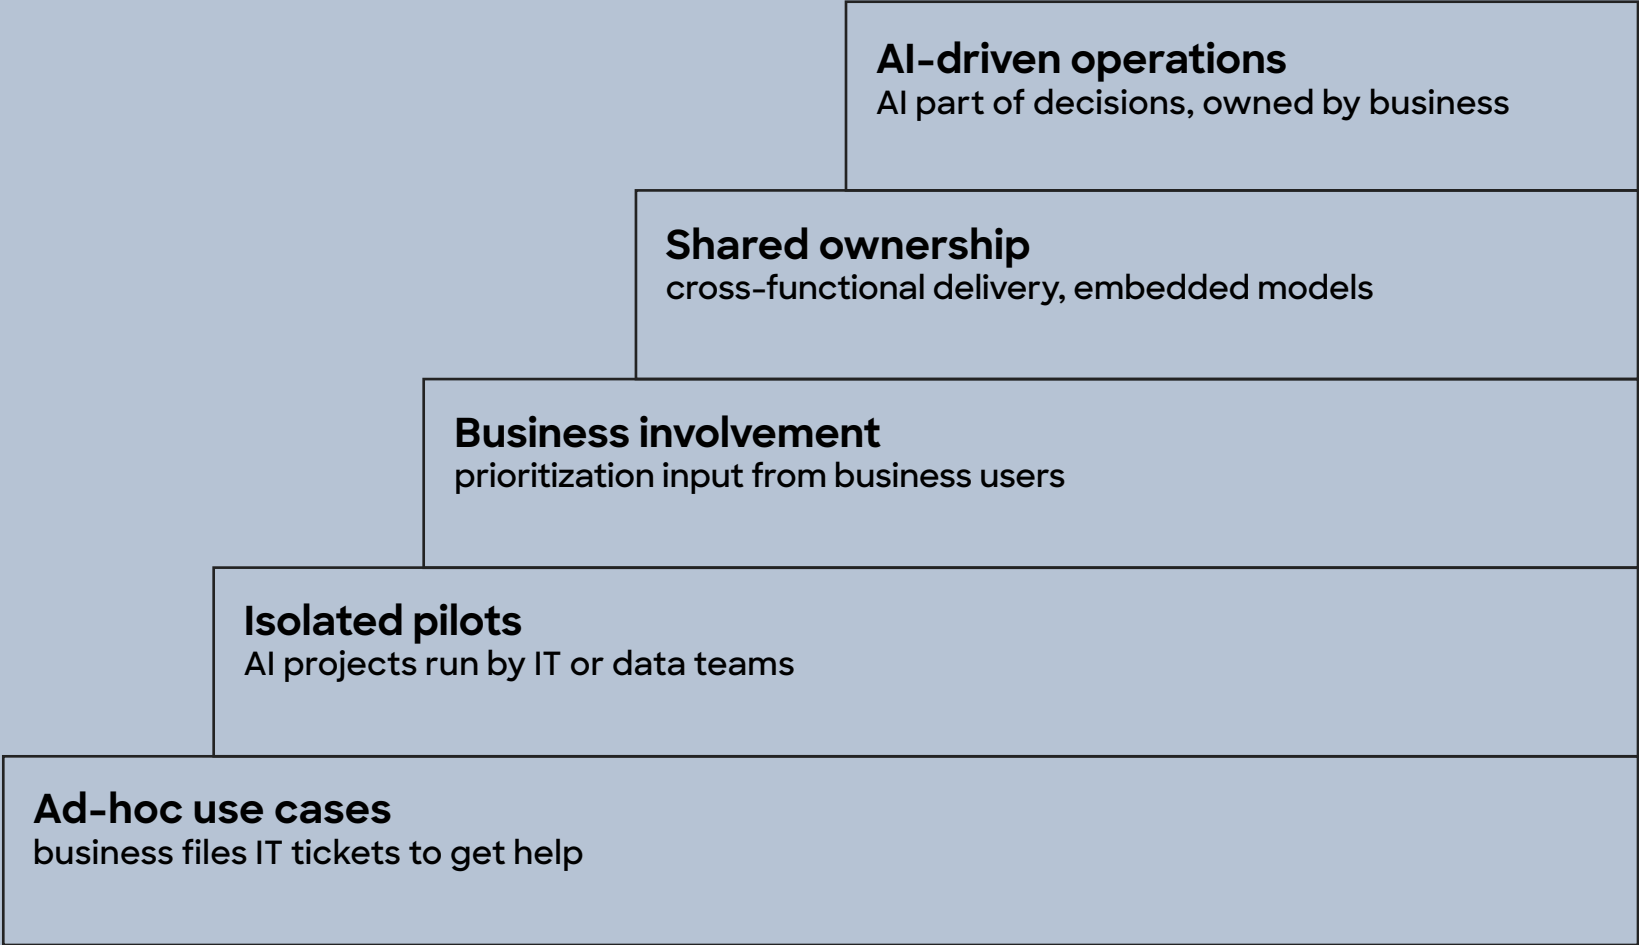 AI-driven operations
AI part of decisions, owned by business
Shared ownership
cross-functional delivery, embedded models
Business involvement
prioritization input from business users
Isolated pilots
AI projects run by IT or data teams
Ad-hoc use cases
business files IT tickets to get help